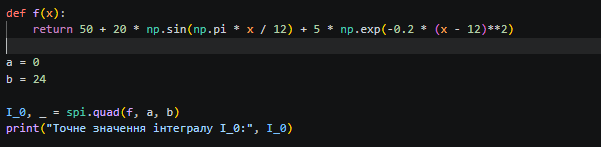 def f(x):
    return 50 + 20 * np.sin(np.pi * x / 12) + 5 * np.exp(-0.2 * (x - 12)**2)
a = 0
b = 24
I_0, _ = spi.quad(f, a, b)
print("Точне значення інтегралу I_0:", I_0)